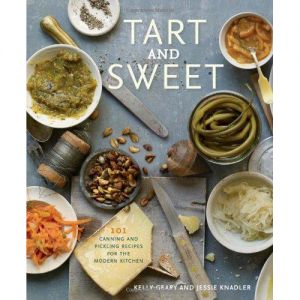 TART
AND
SWEET
101
CANNING AND
PICKLING RECIPES
FOR THE
MODERN KITCHEN
KELLY GEARY AND JESSIE KNADLER